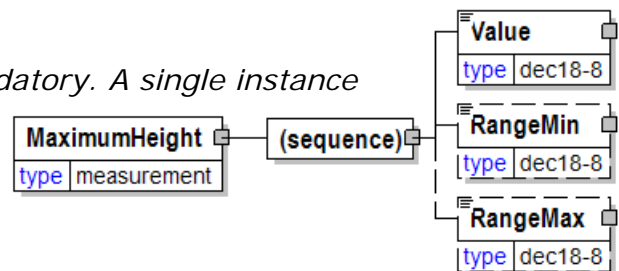 Value
type dec18-8
datory. A single instance
RangeMin
type dec18-8
MaximumHeight
type measurement
(sequence)
RangeMax
type dec18-8